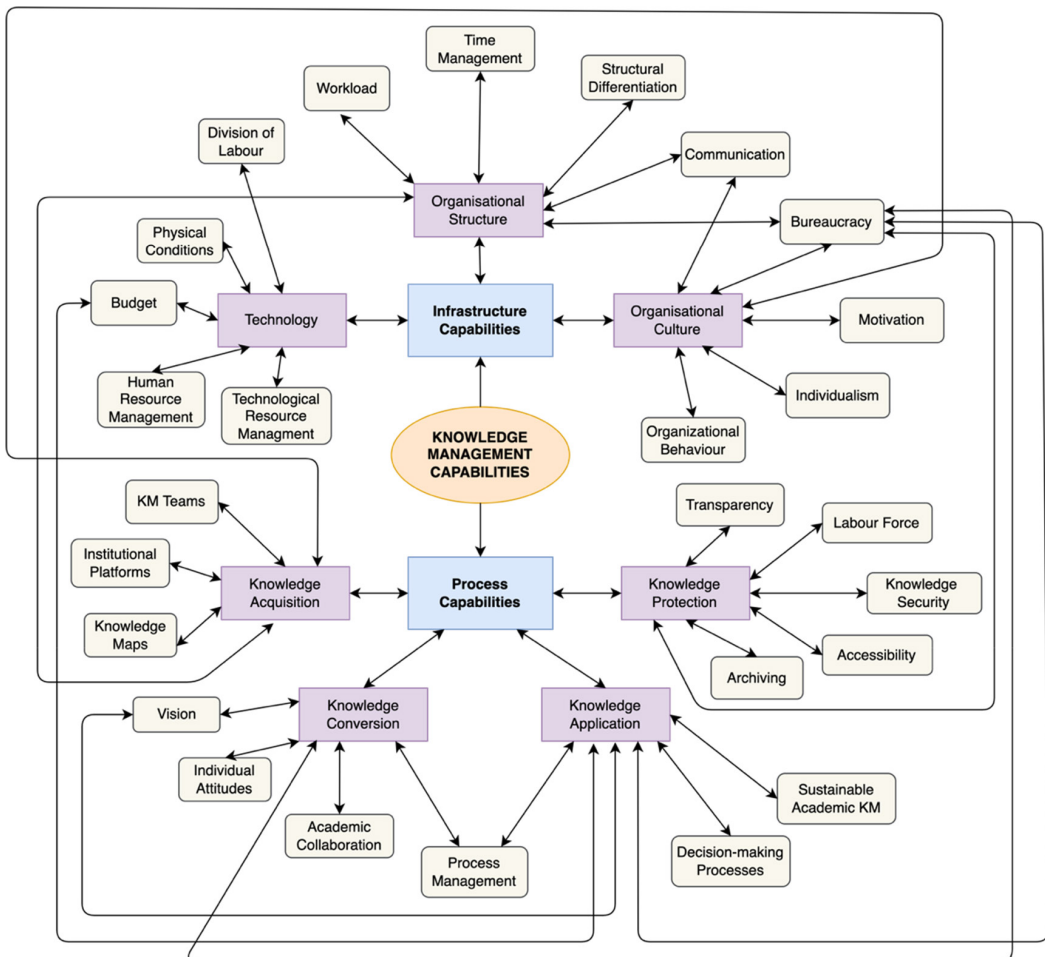 Time
Management
Structural
Differentiation
Workload
Division of
Labour
Communication
Organisational
Structure
Bureaucracy
Physical
Conditions
Budget
Technology
Infrastructure
Capabilities
Organisational
Culture
Motivation
Human
Resource
Management
Technological
Resource
Managment
Individualism
Organizational
Behaviour
KNOWLEDGE
MANAGEMENT
CAPABILITIES
KM Teams
Transparency
Labour Force
Institutional
Platforms
Knowledge
Acquisition
Process
Capabilities
Knowledge
Protection
Knowledge
Security
Knowledge
Maps
Accessibility
Archiving
Vision
Knowledge
Conversion
Knowledge
Application
Individual
Attitudes
Sustainable
Academic KM
Academic
Collaboration
Process
Management
Decision-making
Processes